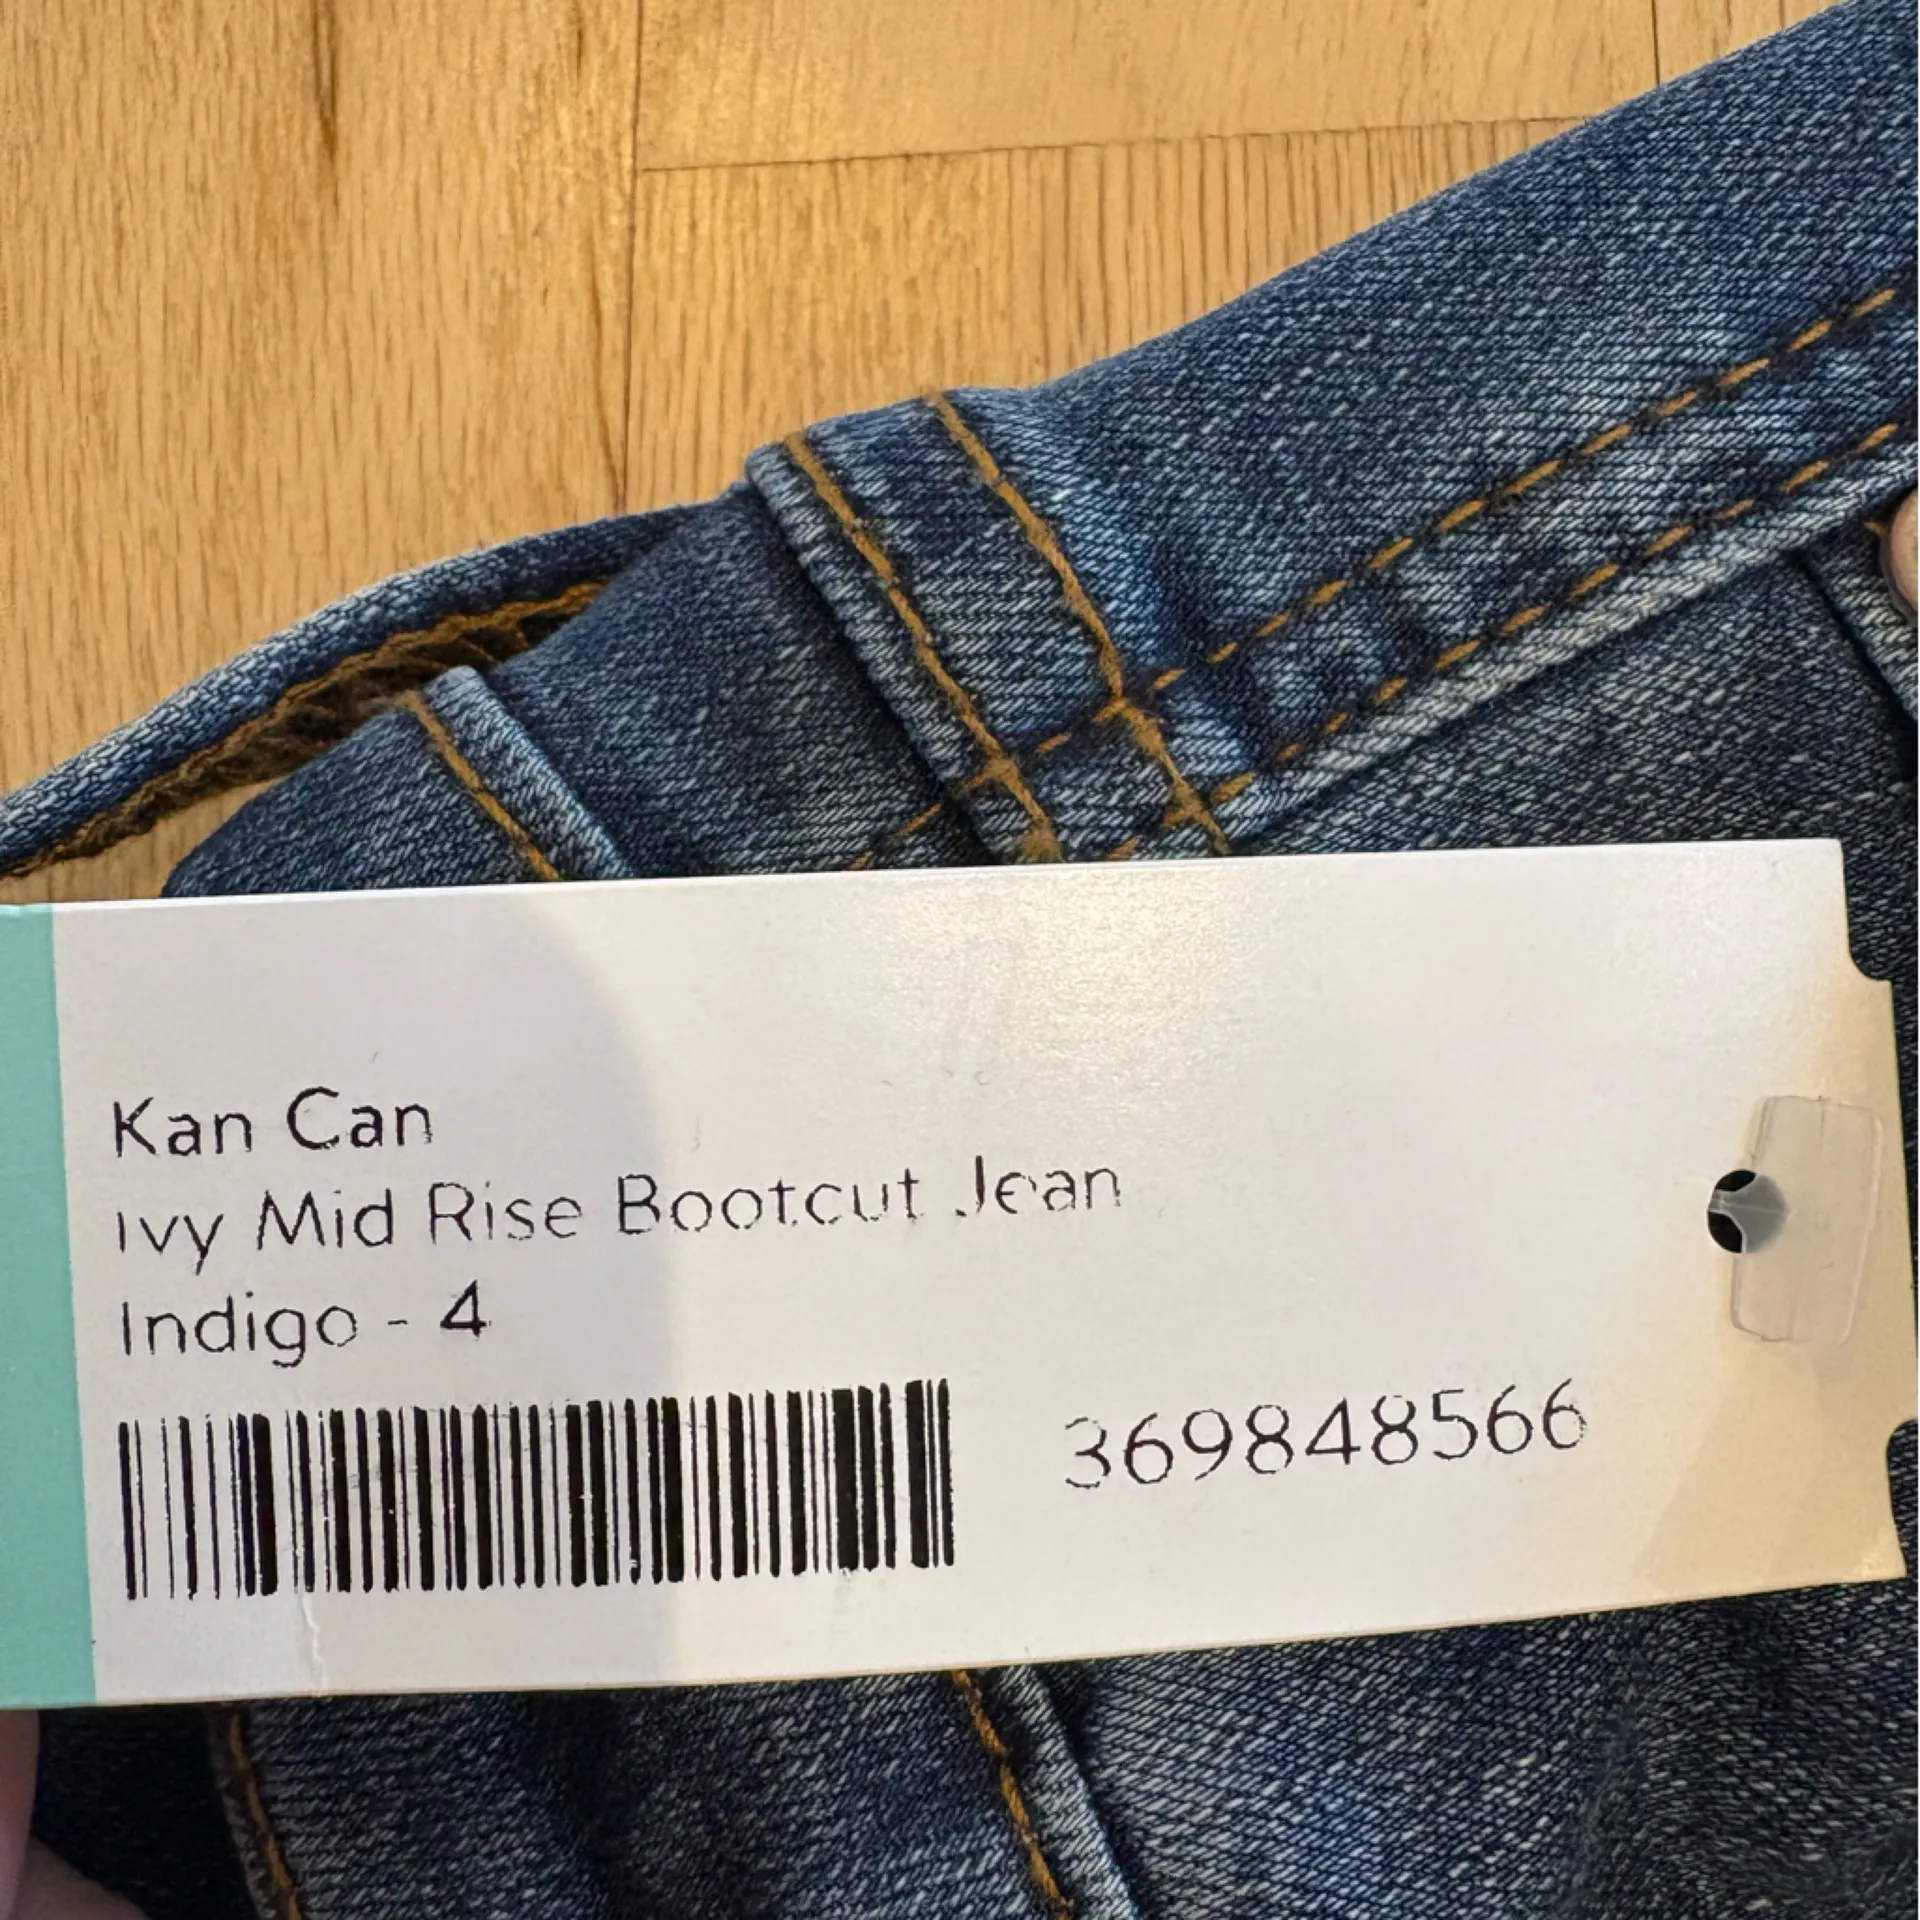 Kan Can
Ivy Mid Rise Bootcut Jean
Indigo - 4
369848566